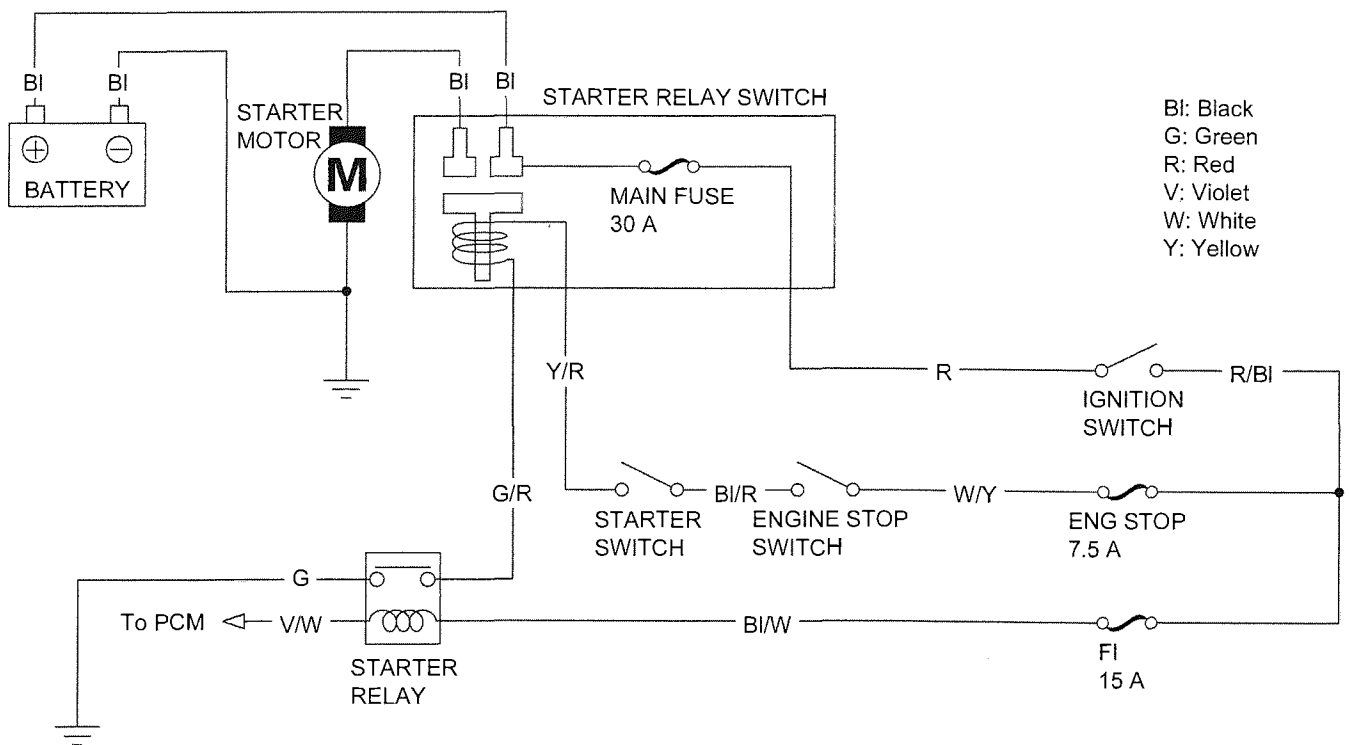 Bl
Bl
Bl
Bl
STARTER
MOTOR
M
+
−
BATTERY
STARTER RELAY SWITCH
MAIN FUSE
30 A
Bl: Black
G: Green
R: Red
V: Violet
W: White
Y: Yellow
Y/R
R
R/Bl
IGNITION
SWITCH
G/R
Bl/R
W/Y
STARTER
SWITCH
ENGINE STOP
SWITCH
ENG STOP
7.5 A
G
To PCM
V/W
Bl/W
STARTER
RELAY
FI
15 A